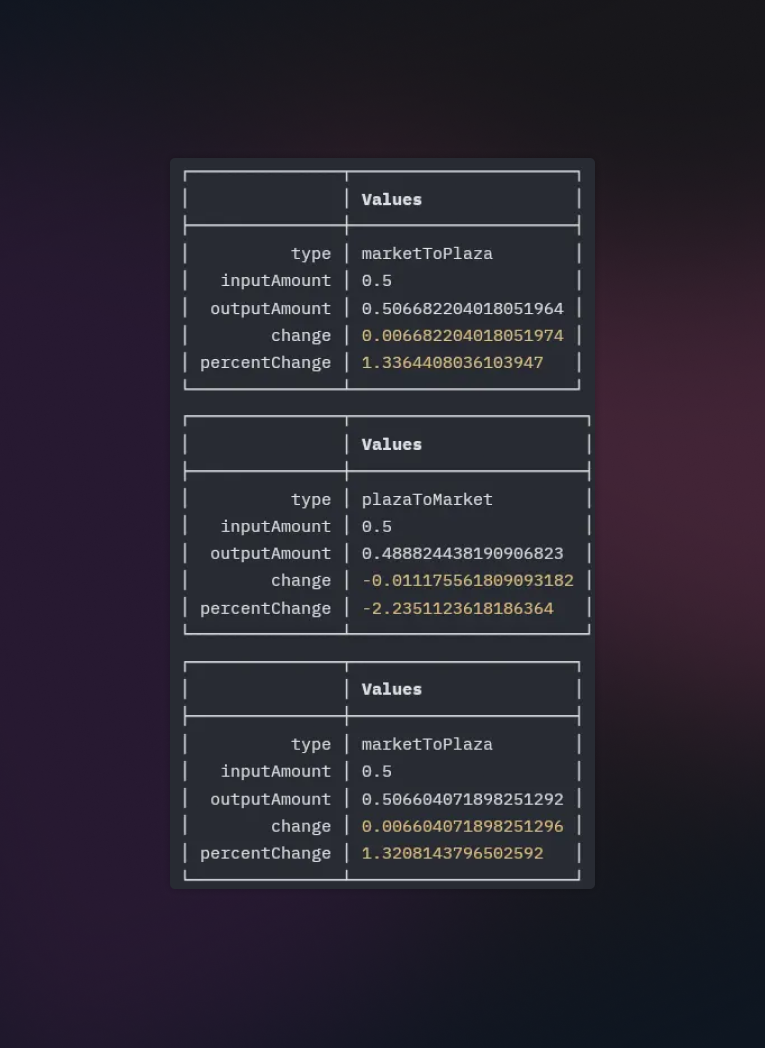 Values
type marketToPlaza
inputAmount 0.5
outputAmount 0.506682204018051964
change 0.006682204018051974
percentChange 1.3364408036103947
Values
type plazaToMarket
inputAmount 0.5
outputAmount 0.488824438190906823
change -0.011175561809093182
percentChange -2.2351123618186364
Values
type marketToPlaza
inputAmount 0.5
outputAmount 0.506604071898251292
change 0.006604071898251296
percentChange 1.3208143796502592